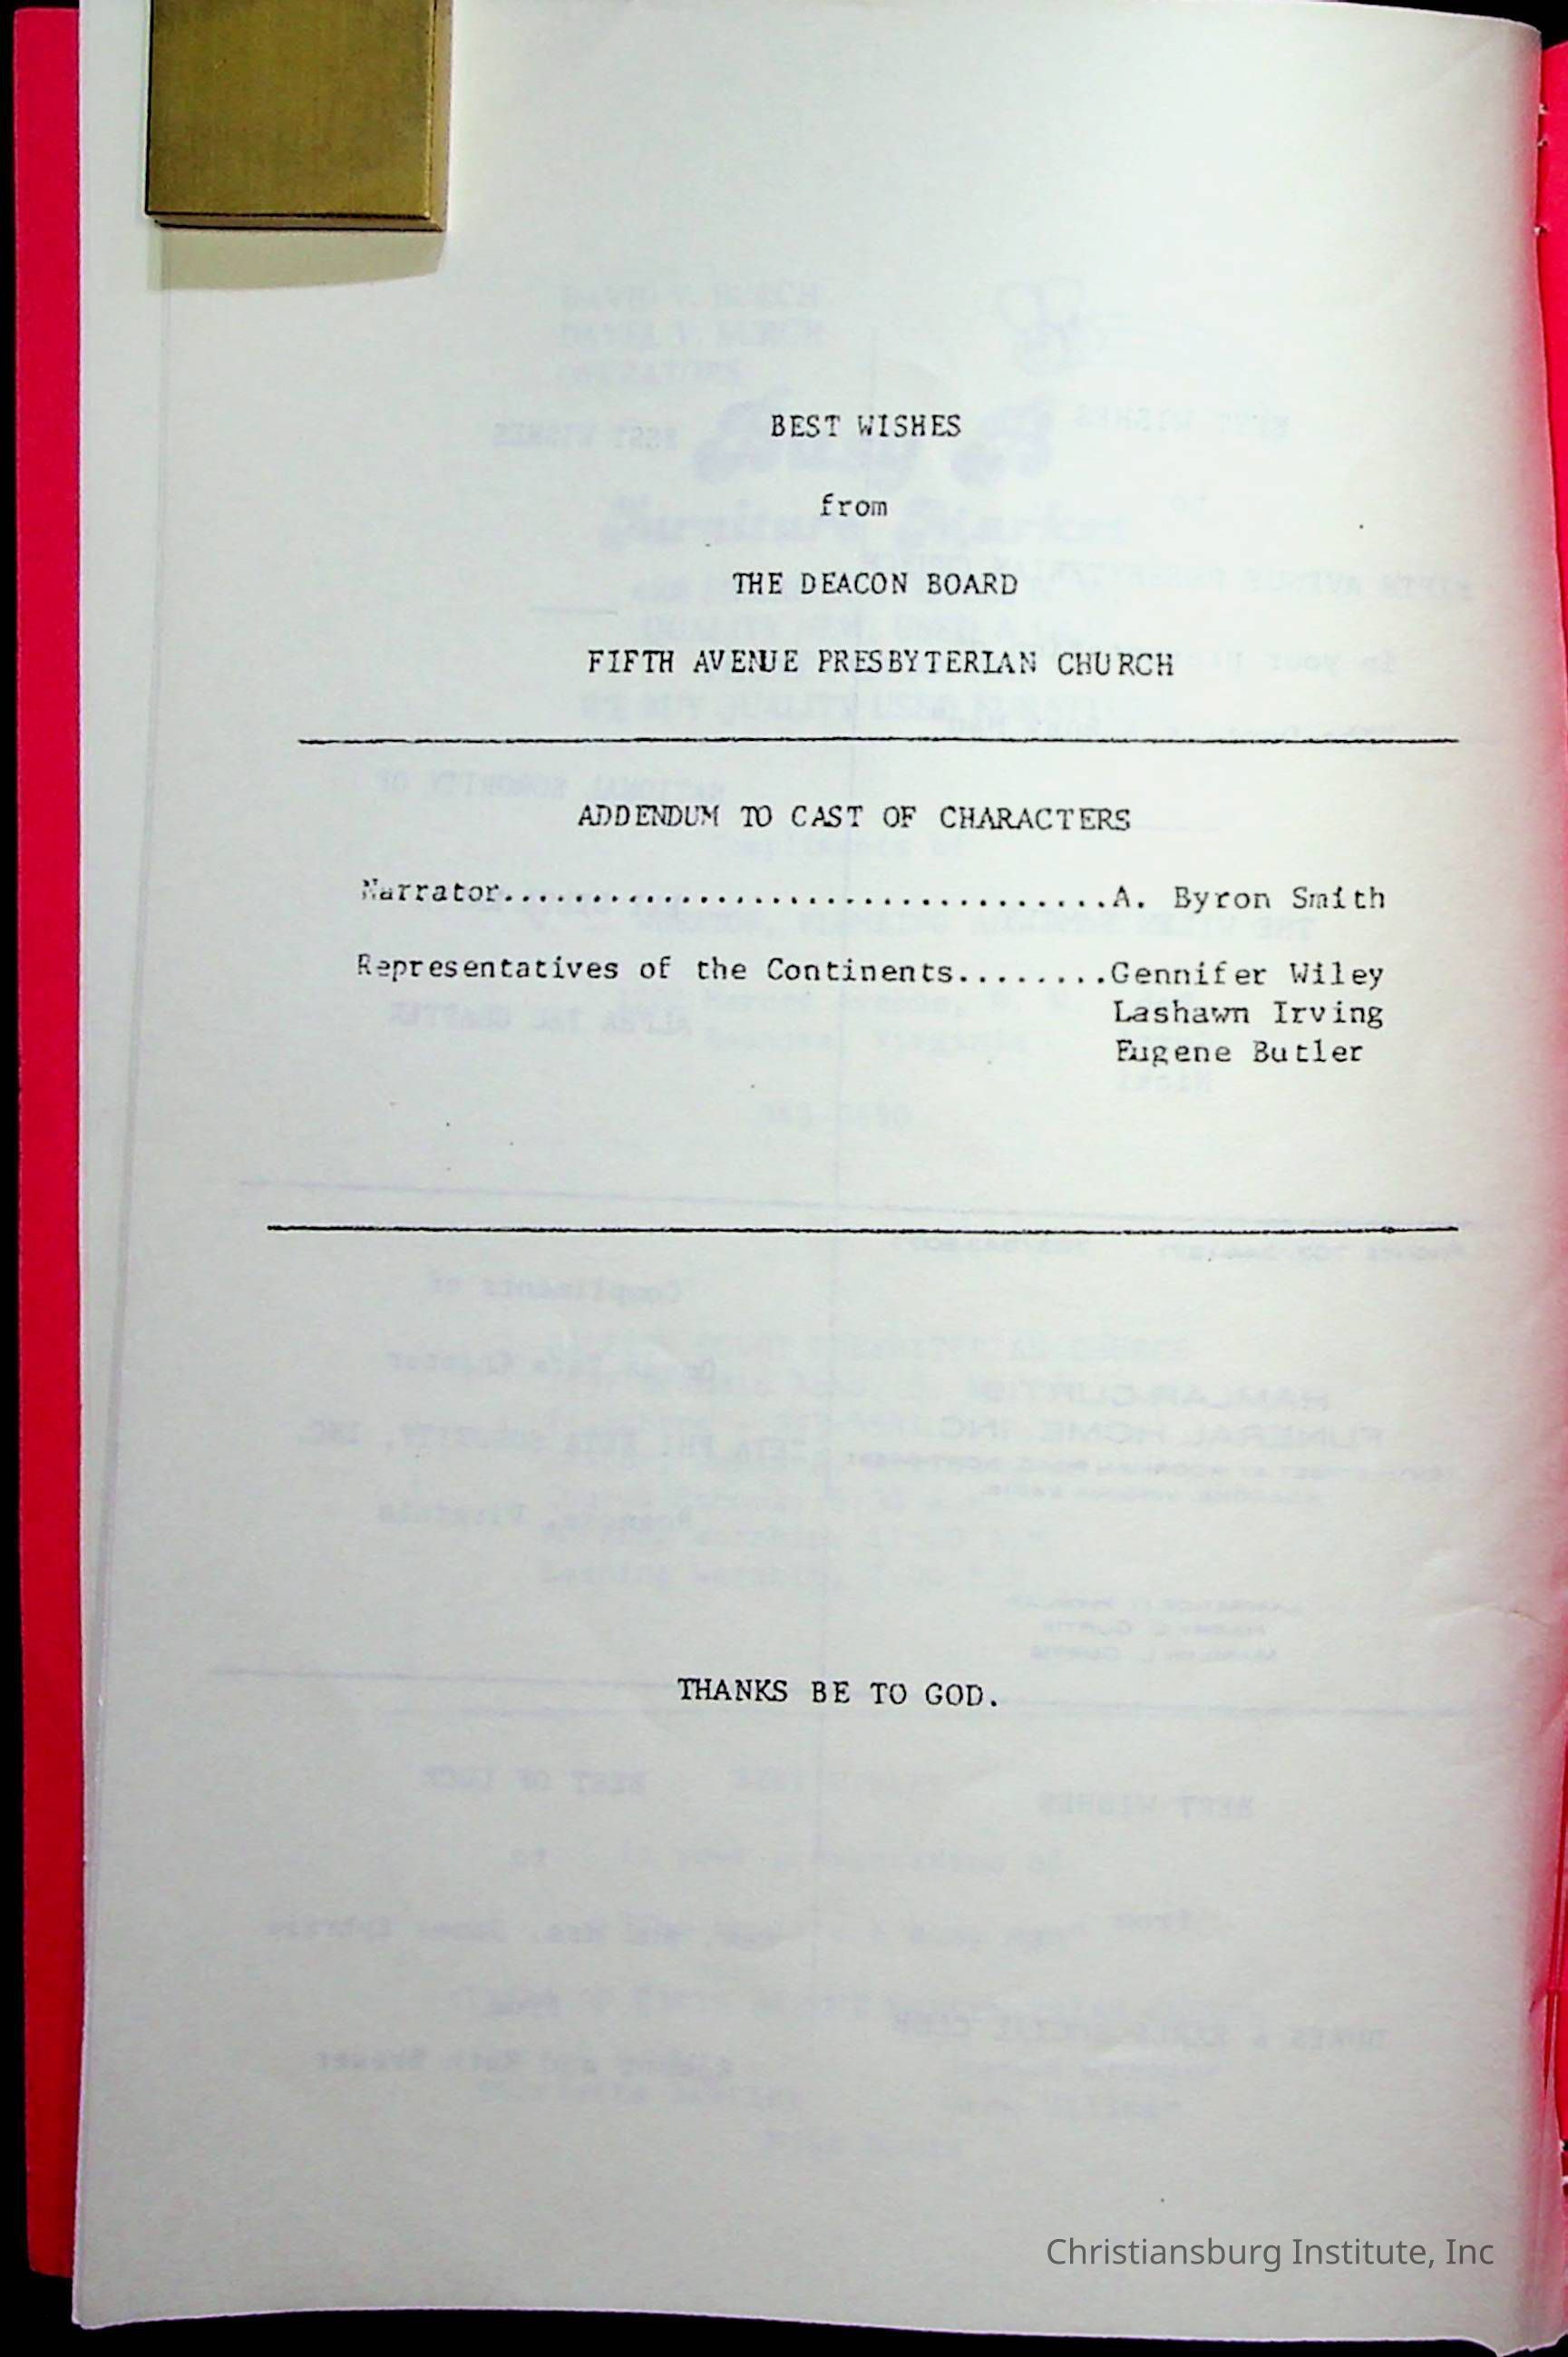 BEST WISHES
from
THE DEACON BOARD
FIFTH AVENUE PRESBYTERIAN CHURCH
ADDENDUM TO CAST OF CHARACTERS
Narrator..................................A. Byron Smith
Representatives of the Continents........Gennifer Wiley
Lashawn Irving
Eugene Butler
THANKS BE TO GOD.
Christiansburg Institute, Inc